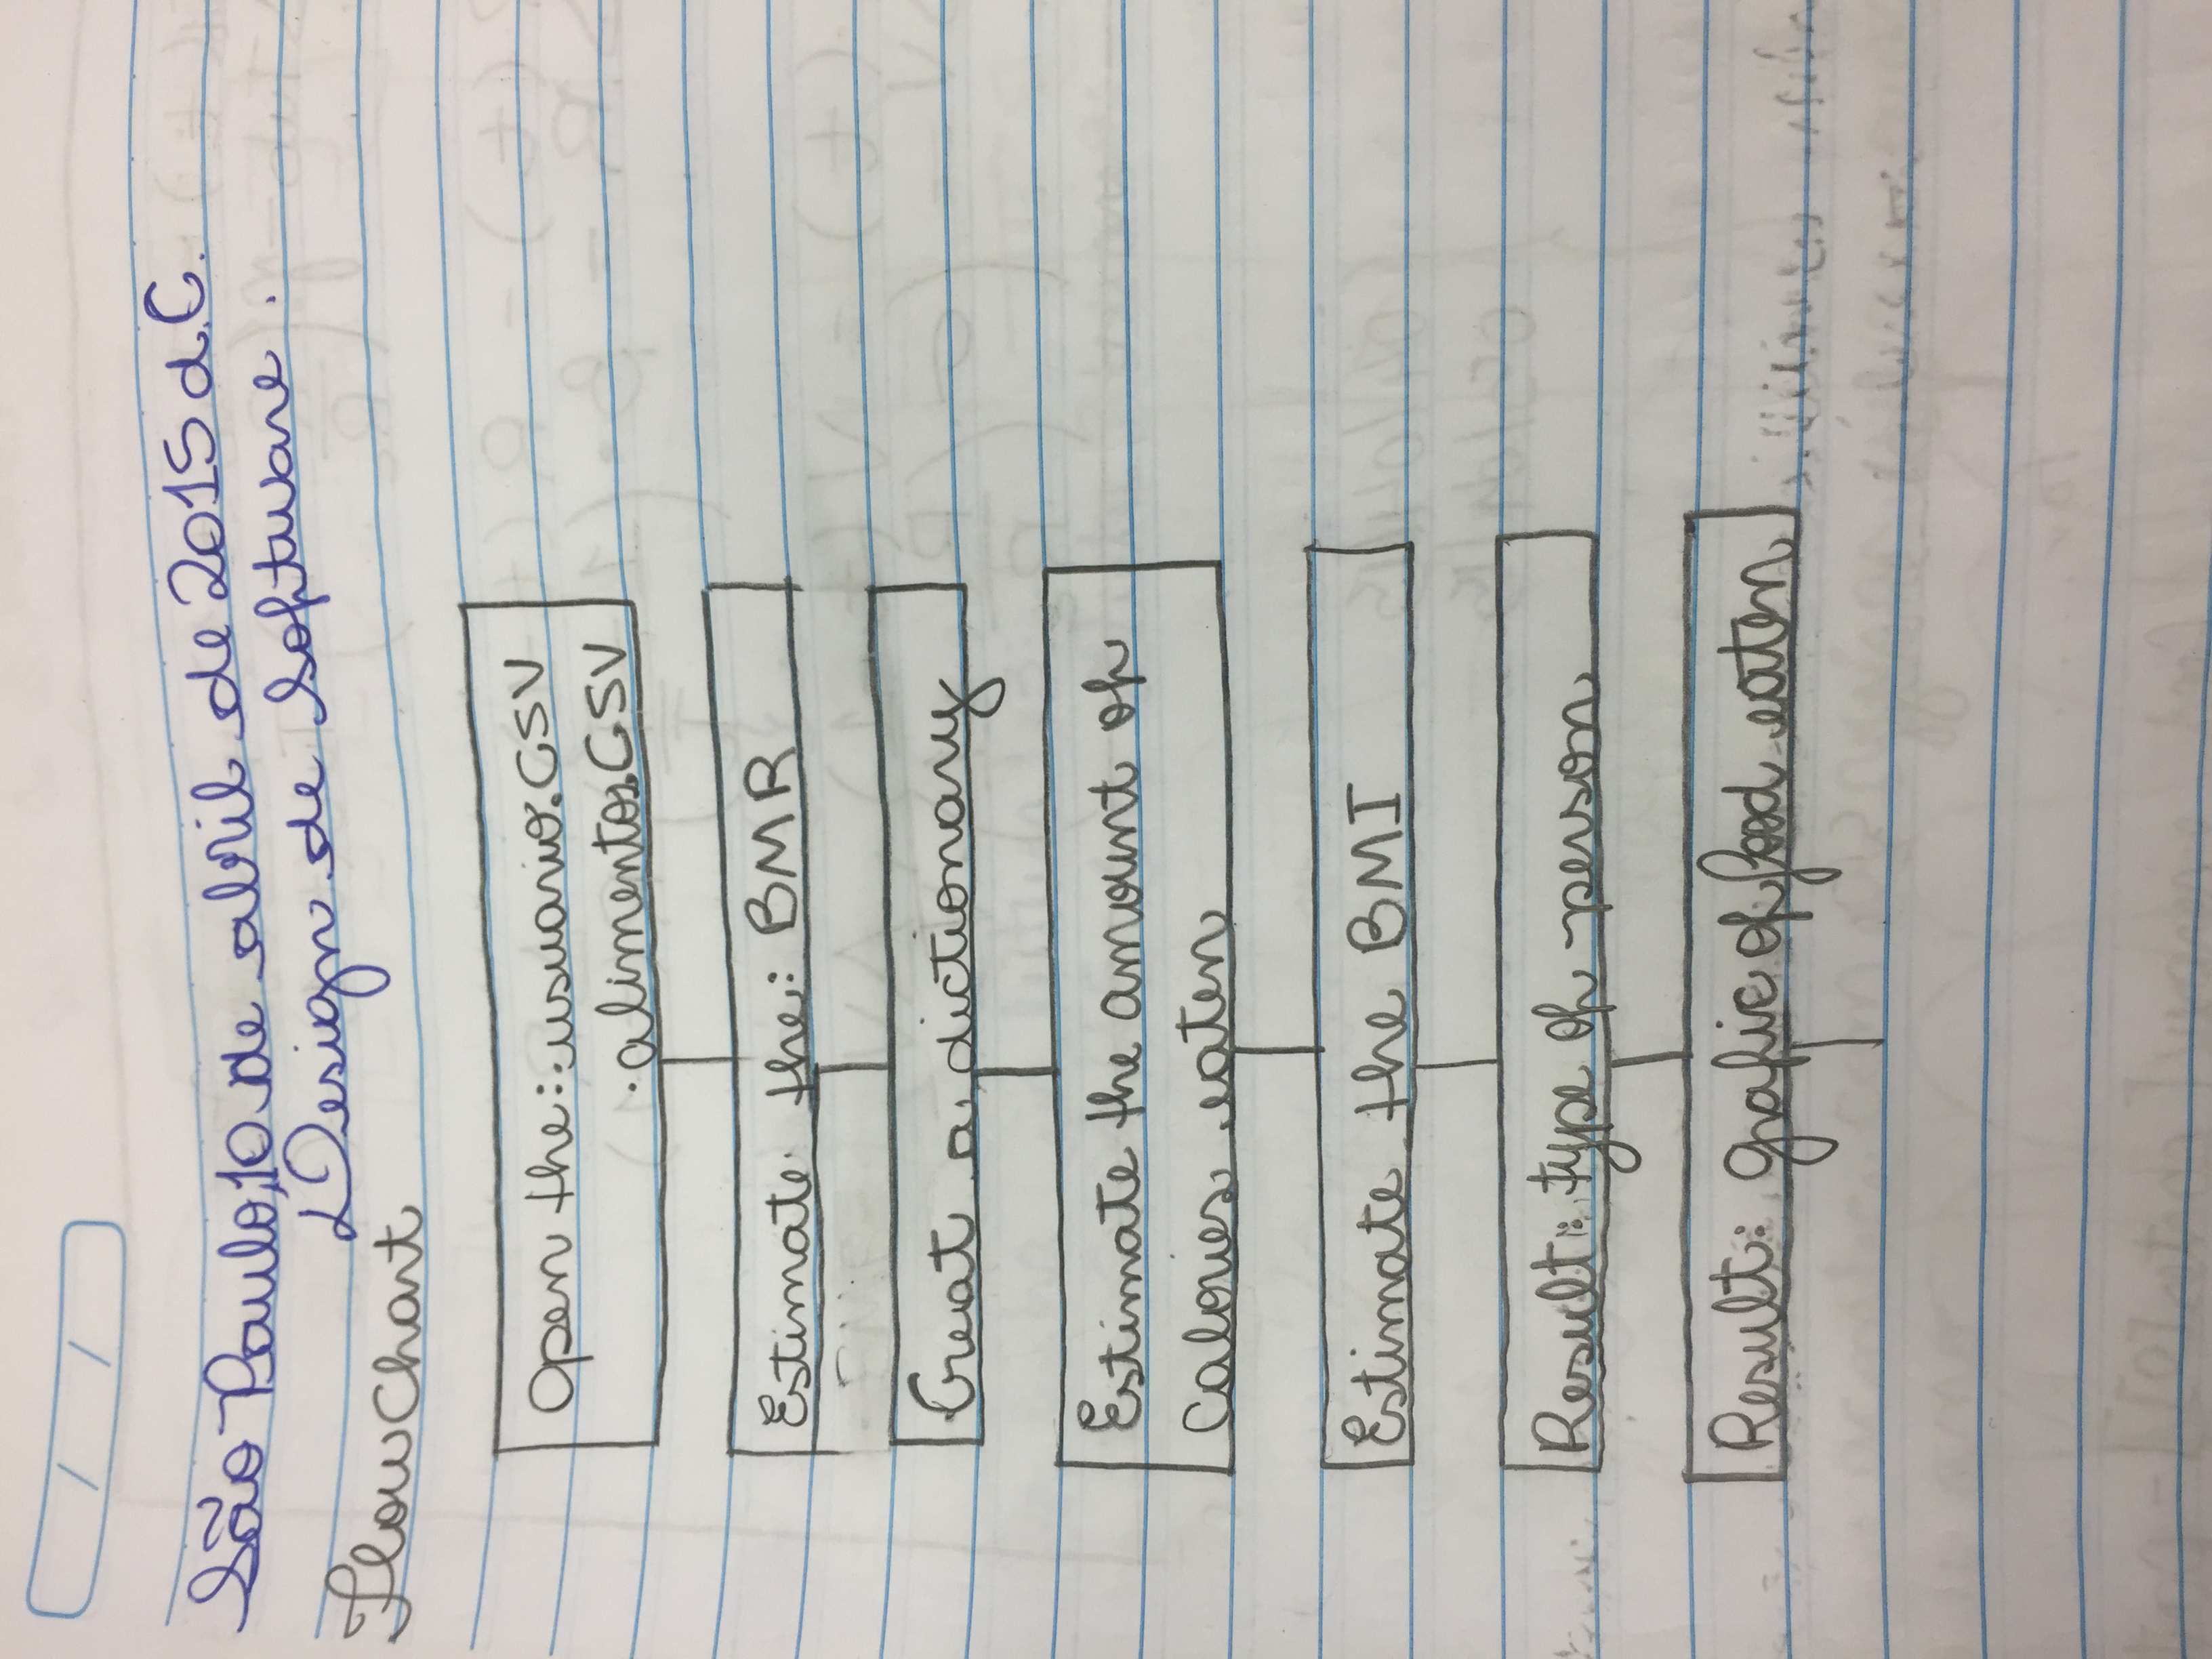 São Paulo, 10 de abril de 2015 d.C.
Design de Software.
FlowChart
Open the: · usuario.CSV
· alimentos.CSV
Estimate the: BMR
Creat a dictionary
Estimate the amount of
Calories eaten
Estimate the BMI
Result: type of person
Result: grafic of food eaten